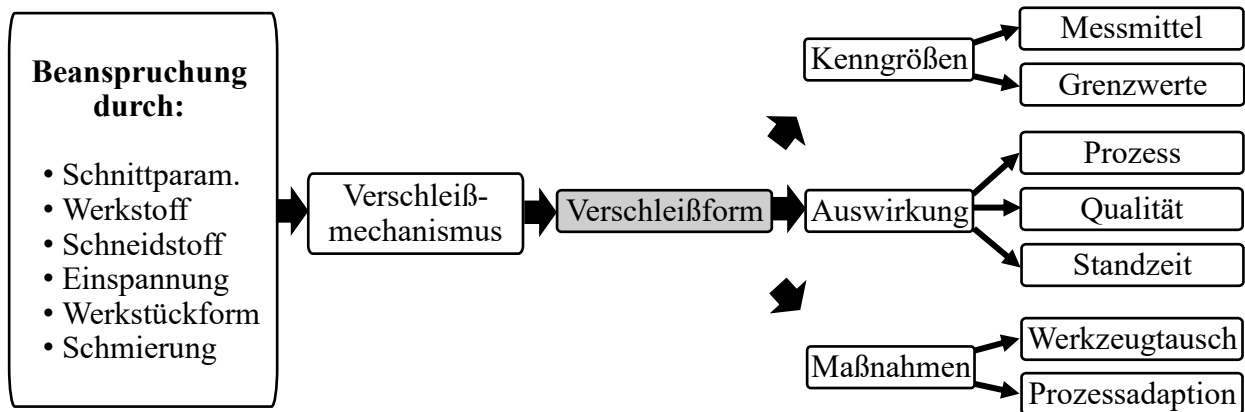 Beanspruchung
durch:
• Schnittparam.
• Werkstoff
• Schneidstoff
• Einspannung
• Werkstückform
• Schmierung
Verschleiß-
mechanismus
Verschleißform
Kenngrößen
Messmittel
Grenzwerte
Auswirkung
Prozess
Qualität
Standzeit
Maßnahmen
Werkzeugtausch
Prozessadaption